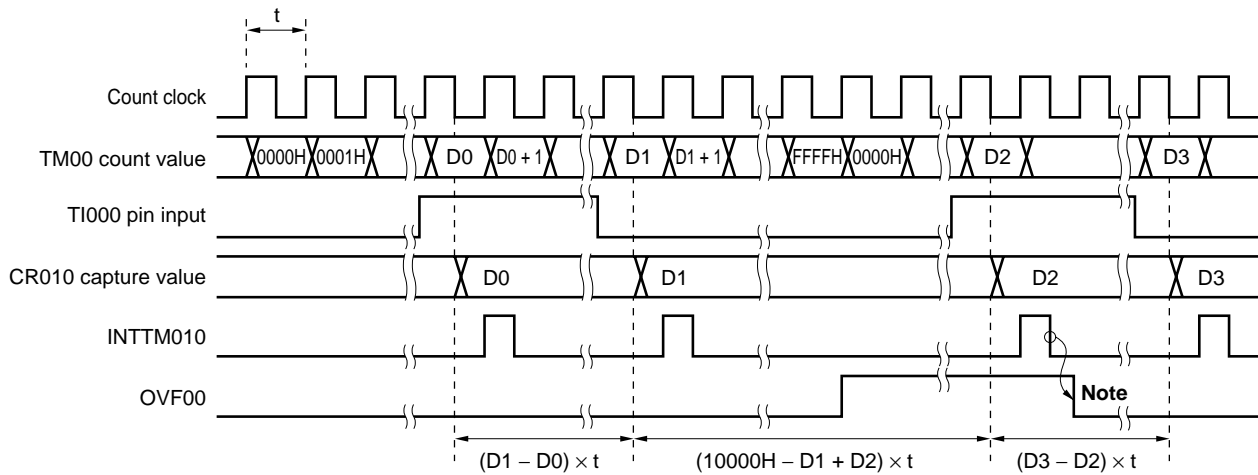 t
Count clock
TM00 count value 0000H 0001H D0 D0 + 1 D1 D1 + 1 FFFFH 0000H D2 D3
TI000 pin input
CR010 capture value D0 D1 D2 D3
INTTM010
OVF00 Note
(D1 − D0) × t (10000H − D1 + D2) × t (D3 − D2) × t